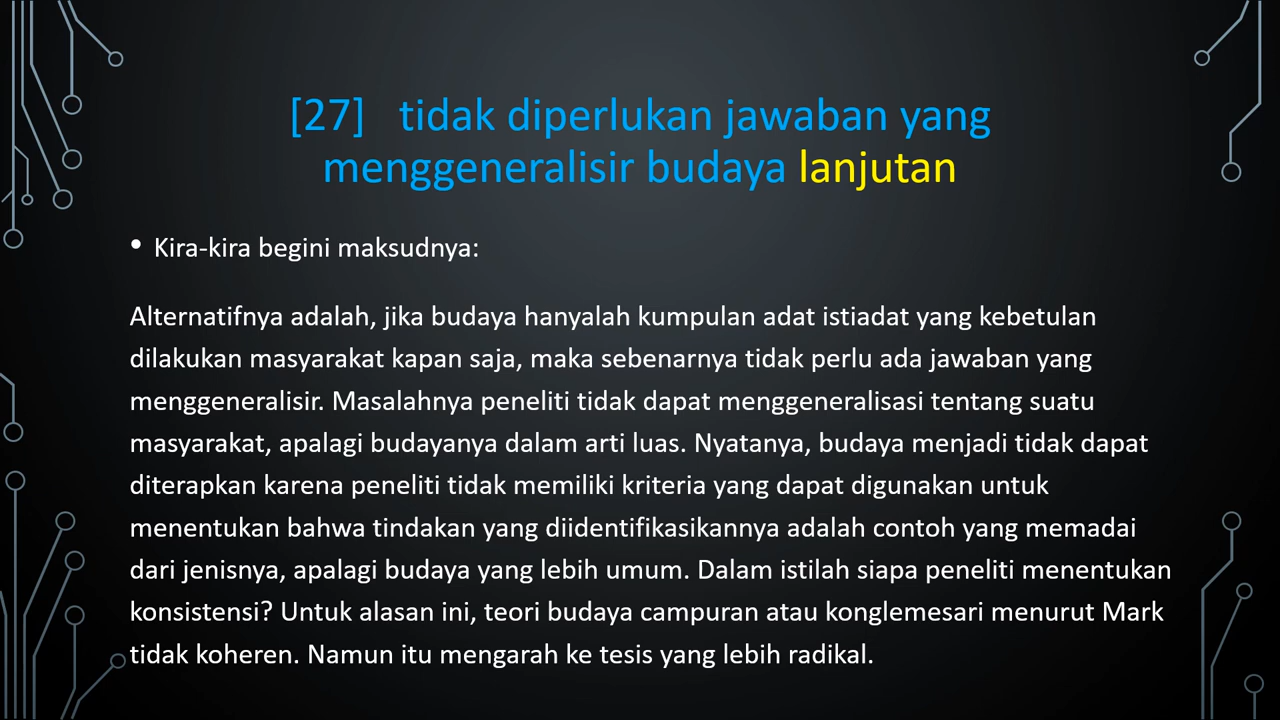 [27] tidak diperlukan jawaban yang
menggeneralisir budaya lanjutan
• Kira-kira begini maksudnya:
Alternatifnya adalah, jika budaya hanyalah kumpulan adat istiadat yang kebetulan
dilakukan masyarakat kapan saja, maka sebenarnya tidak perlu ada jawaban yang
menggeneralisir. Masalahnya peneliti tidak dapat menggeneralisasi tentang suatu
masyarakat, apalagi budayanya dalam arti luas. Nyatanya, budaya menjadi tidak dapat
diterapkan karena peneliti tidak memiliki kriteria yang dapat digunakan untuk
menentukan bahwa tindakan yang diidentifikasikannya adalah contoh yang memadai
dari jenisnya, apalagi budaya yang lebih umum. Dalam istilah siapa peneliti menentukan
konsistensi? Untuk alasan ini, teori budaya campuran atau konglemesari menurut Mark
tidak koheren. Namun itu mengarah ke tesis yang lebih radikal.